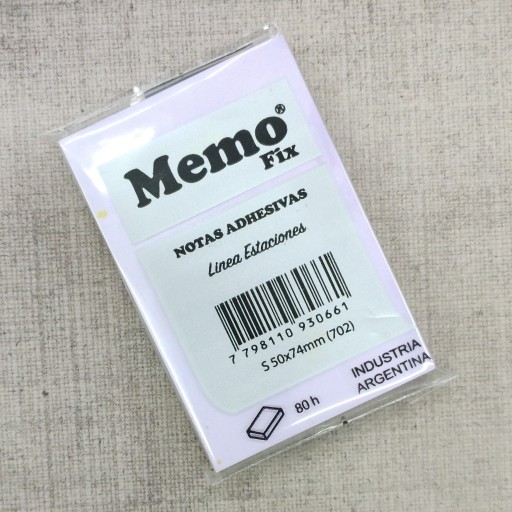 Memo®
Fix
NOTAS ADHESIVAS
Linea Estaciones
7 798110 930661
S 50x74mm (702)
80 h
INDUSTRIA
ARGENTINA